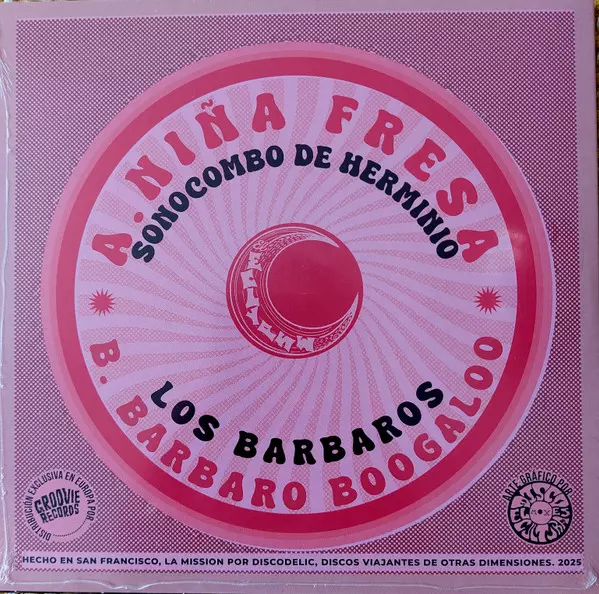 A. NIÑA FRESA
SONOCOMBO DE HERMINIO
LOS BARBAROS
B. BARBARO BOOGALOO
DISTRIBUCIÓN EXCLUSIVA EN EUROPA POR
GROOVIE
RECORDS
ARTE GRÁFICO POR
HECHO EN SAN FRANCISCO, LA MISSION POR DISCODELIC, DISCOS VIAJANTES DE OTRAS DIMENSIONES. 2025